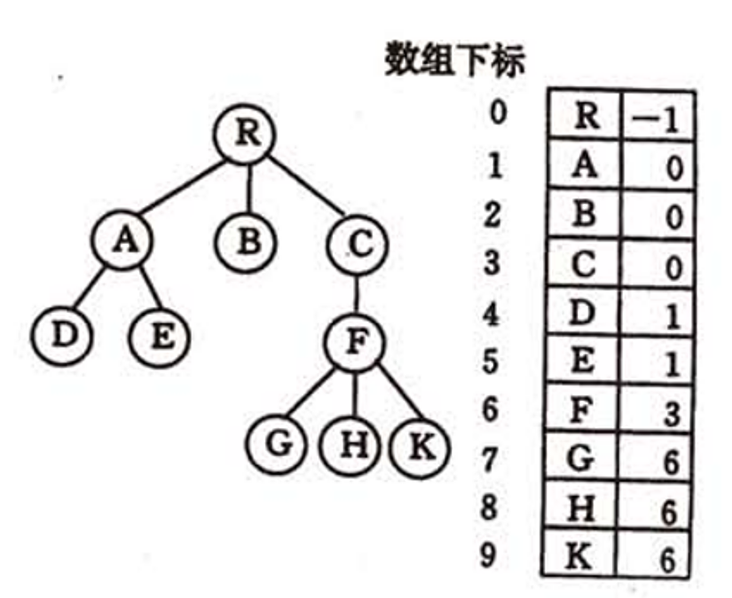 数组下标
R
A B C
D E F
G H K
0 R -1
1 A 0
2 B 0
3 C 0
4 D 1
5 E 1
6 F 3
7 G 6
8 H 6
9 K 6